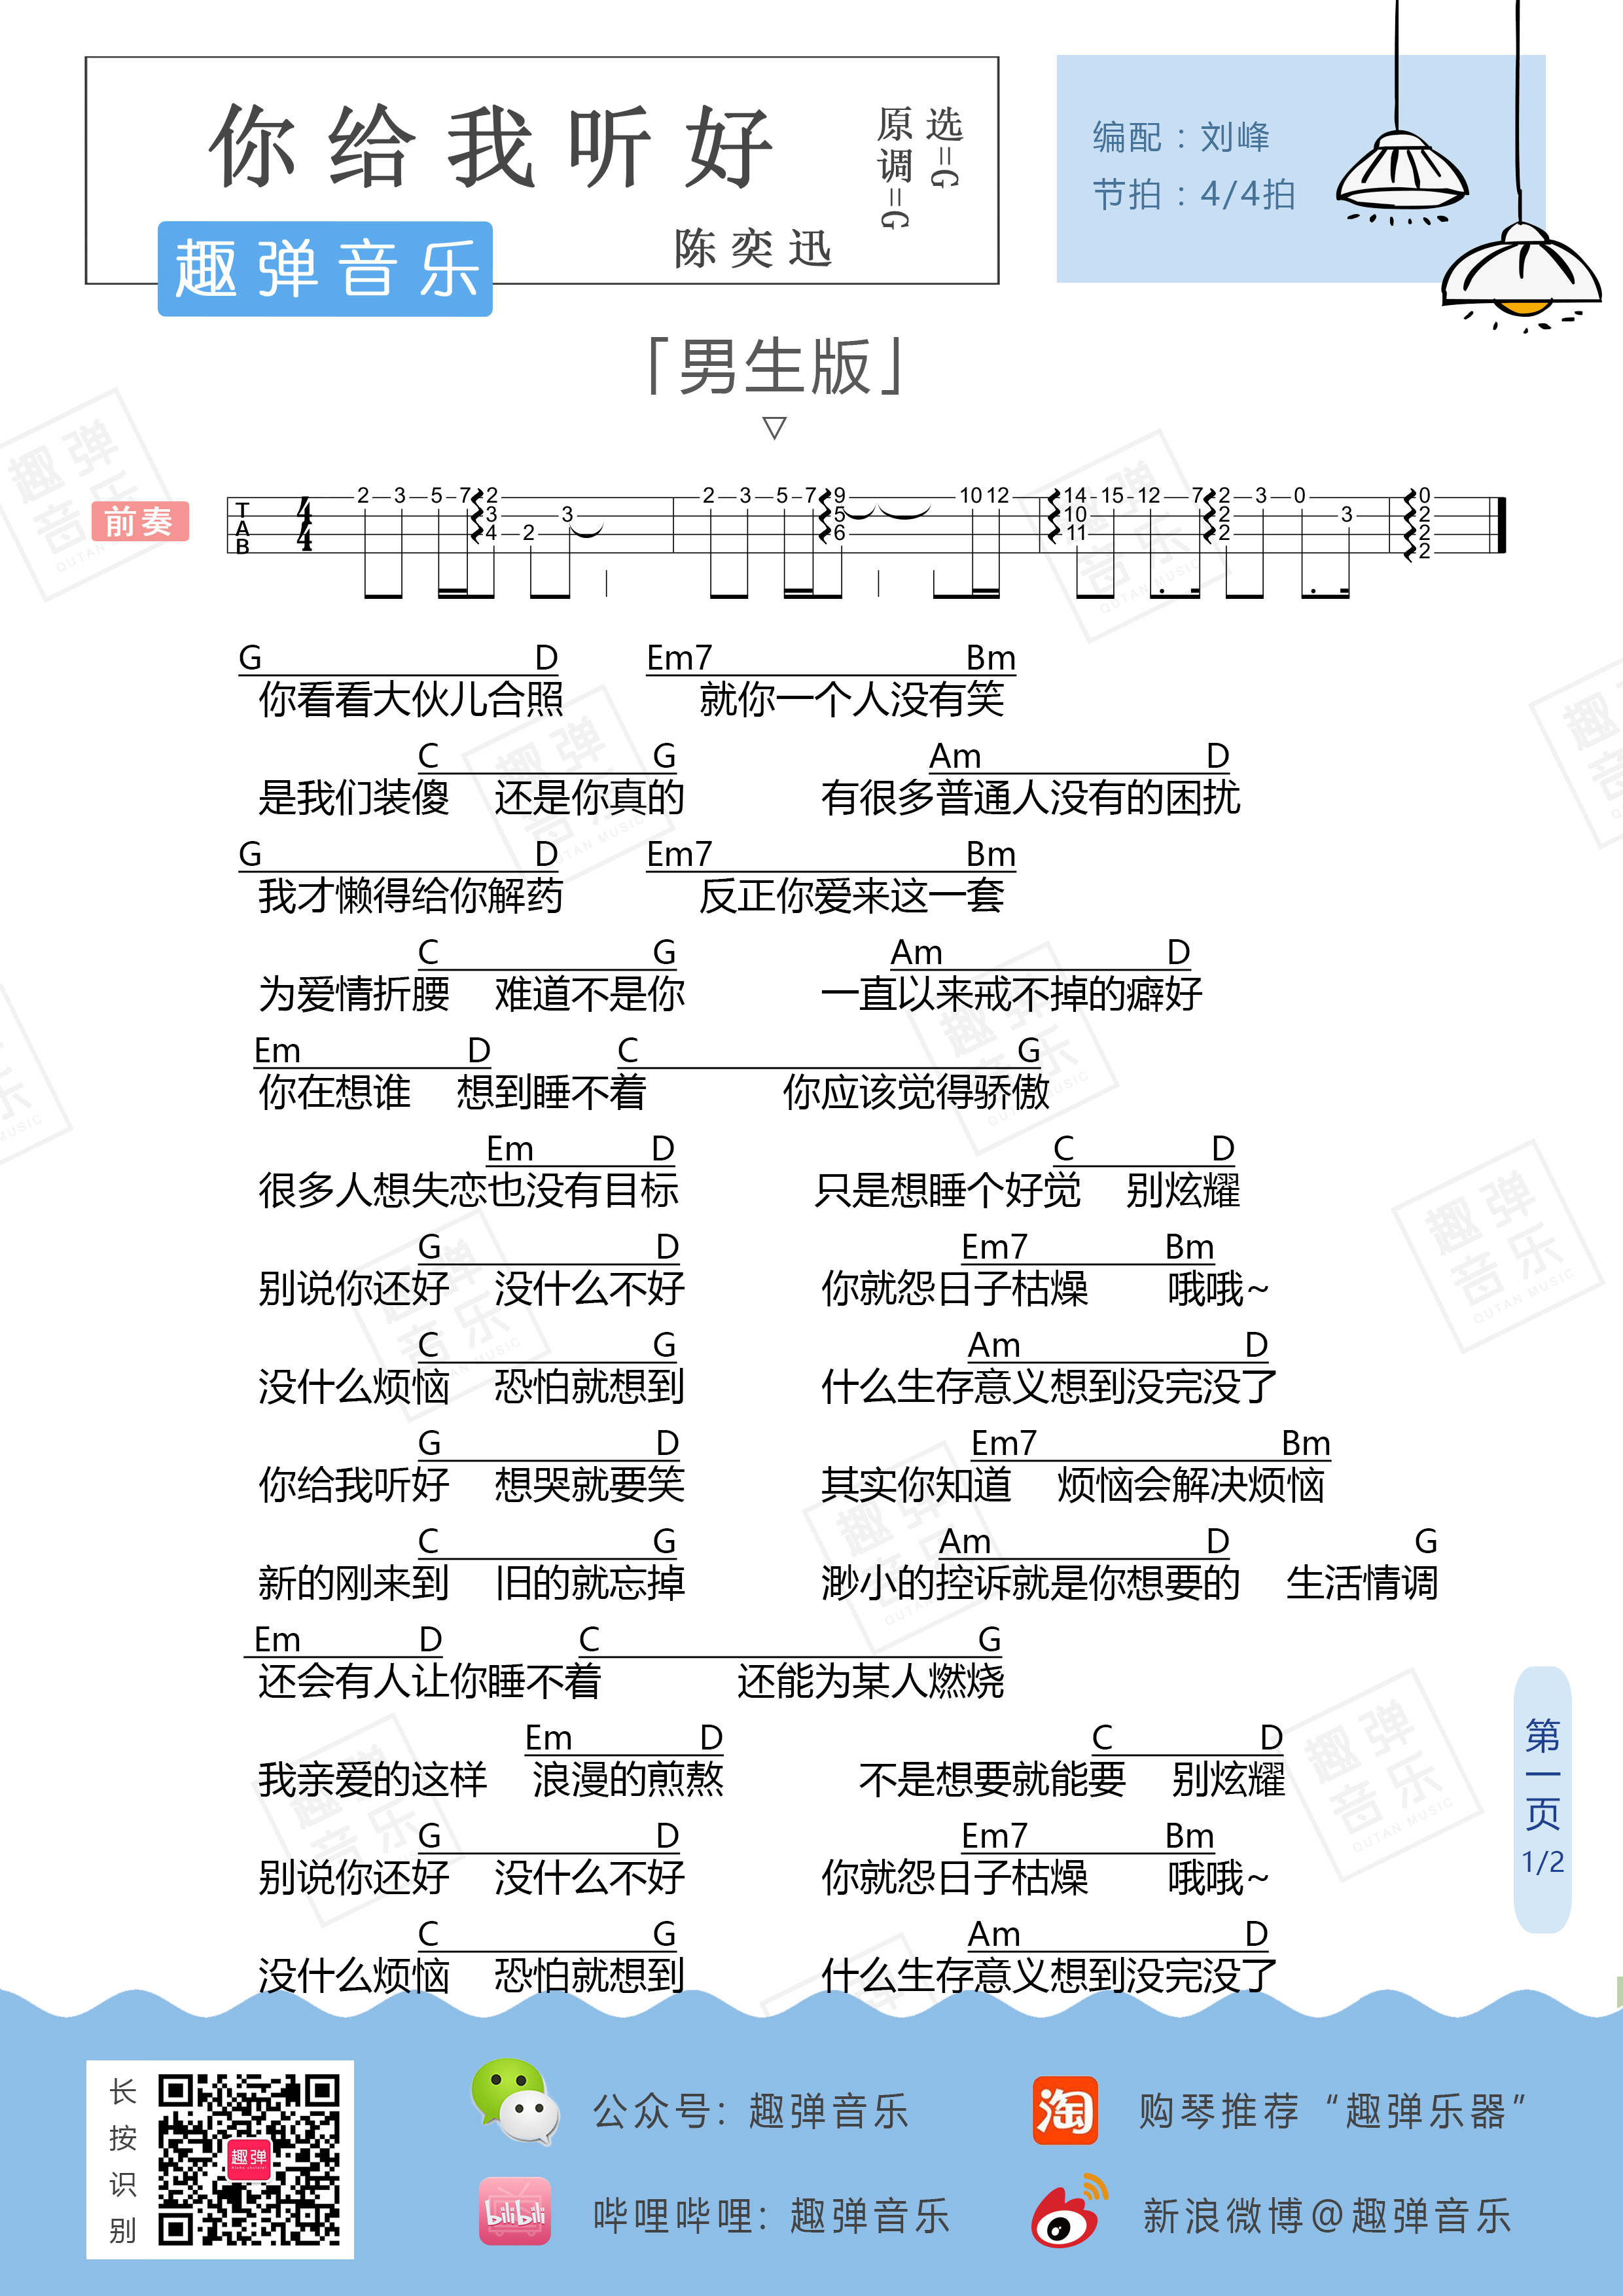 你给我听好
原调=G
选=G
陈奕迅
趣弹音乐
编配：刘峰
节拍：4/4拍
「男生版」
前奏
T A B 4/4
2 3 5 7 2 3 4 2 3 2 3 5 7 9 5 6 10 12 14 10 11 15 12 7 2 2 2 3 0 3 0 2 2 2
G D Em7 Bm
你看看大伙儿合照 就你一个人没有笑
C G Am D
是我们装傻 还是你真的 有很多普通人没有的困扰
G D Em7 Bm
我才懒得给你解药 反正你爱来这一套
C G Am D
为爱情折腰 难道不是你 一直以来戒不掉的癖好
Em D C G
你在想谁 想到睡不着 你应该觉得骄傲
Em D C D
很多人想失恋也没有目标 只是想睡个好觉 别炫耀
G D Em7 Bm
别说你还好 没什么不好 你就怨日子枯燥 哦哦~
C G Am D
没什么烦恼 恐怕就想到 什么生存意义想到没完没了
G D Em7 Bm
你给我听好 想哭就要笑 其实你知道 烦恼会解决烦恼
C G Am D G
新的刚来到 旧的就忘掉 渺小的控诉就是你想要的 生活情调
Em D C G
还会有人让你睡不着 还能为某人燃烧
Em D C D
我亲爱的这样 浪漫的煎熬 不是想要就能要 别炫耀
G D Em7 Bm
别说你还好 没什么不好 你就怨日子枯燥 哦哦~
C G Am D
没什么烦恼 恐怕就想到 什么生存意义想到没完没了
第一页
1/2
长按识别
趣弹
公众号：趣弹音乐
淘
购琴推荐“趣弹乐器”
bilibili
哔哩哔哩：趣弹音乐
新浪微博@趣弹音乐
趣弹音乐
QUTAN MUSIC